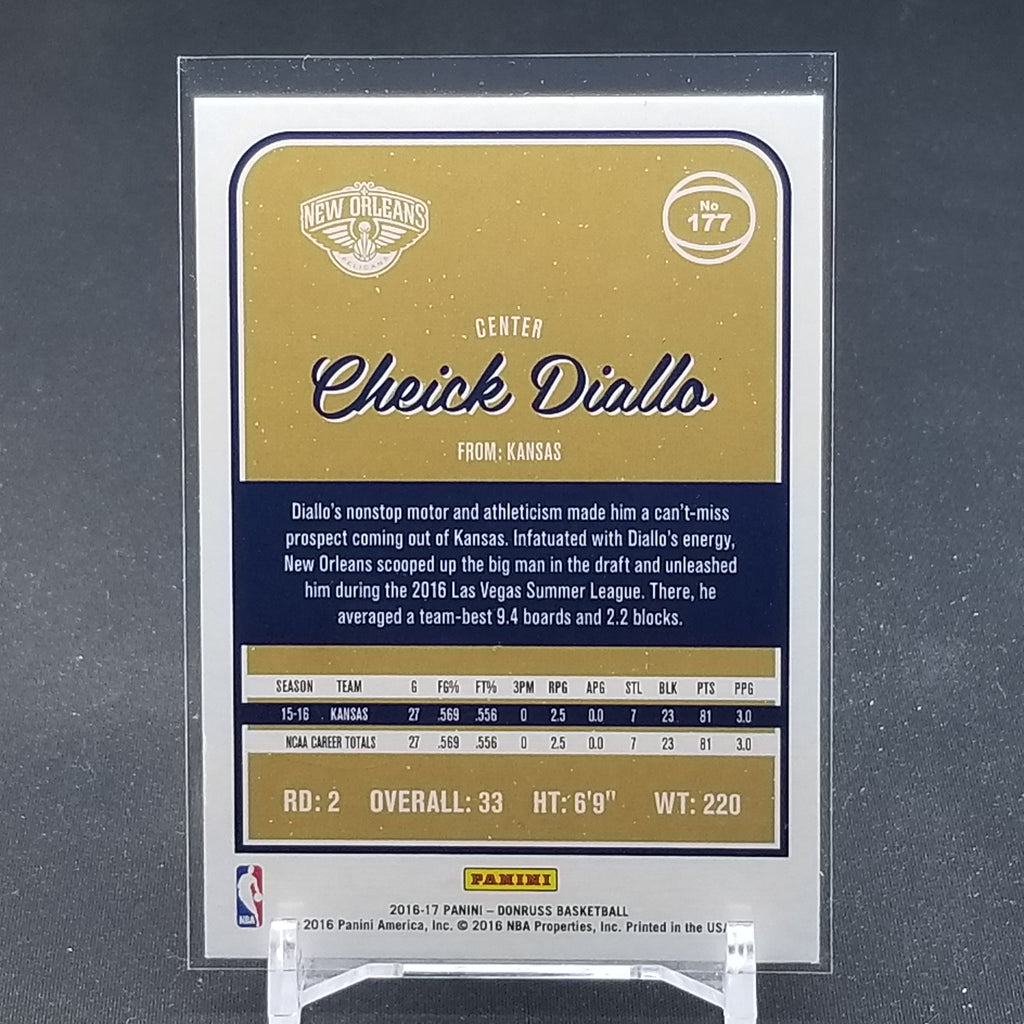 NEW ORLEANS
PELICANS
No
177
CENTER
Cheick Diallo
FROM: KANSAS
Diallo's nonstop motor and athleticism made him a can't-miss
prospect coming out of Kansas. Infatuated with Diallo's energy,
New Orleans scooped up the big man in the draft and unleashed
him during the 2016 Las Vegas Summer League. There, he
averaged a team-best 9.4 boards and 2.2 blocks.
SEASON TEAM G FG% FT% 3PM RPG APG STL BLK PTS PPG
15-16 KANSAS 27 .569 .556 0 2.5 0.0 7 23 81 3.0
NCAA CAREER TOTALS 27 .569 .556 0 2.5 0.0 7 23 81 3.0
RD: 2 OVERALL: 33 HT: 6'9" WT: 220
PANINI
NBA
2016-17 PANINI – DONRUSS BASKETBALL
2016 Panini America, Inc. © 2016 NBA Properties, Inc. Printed in the USA